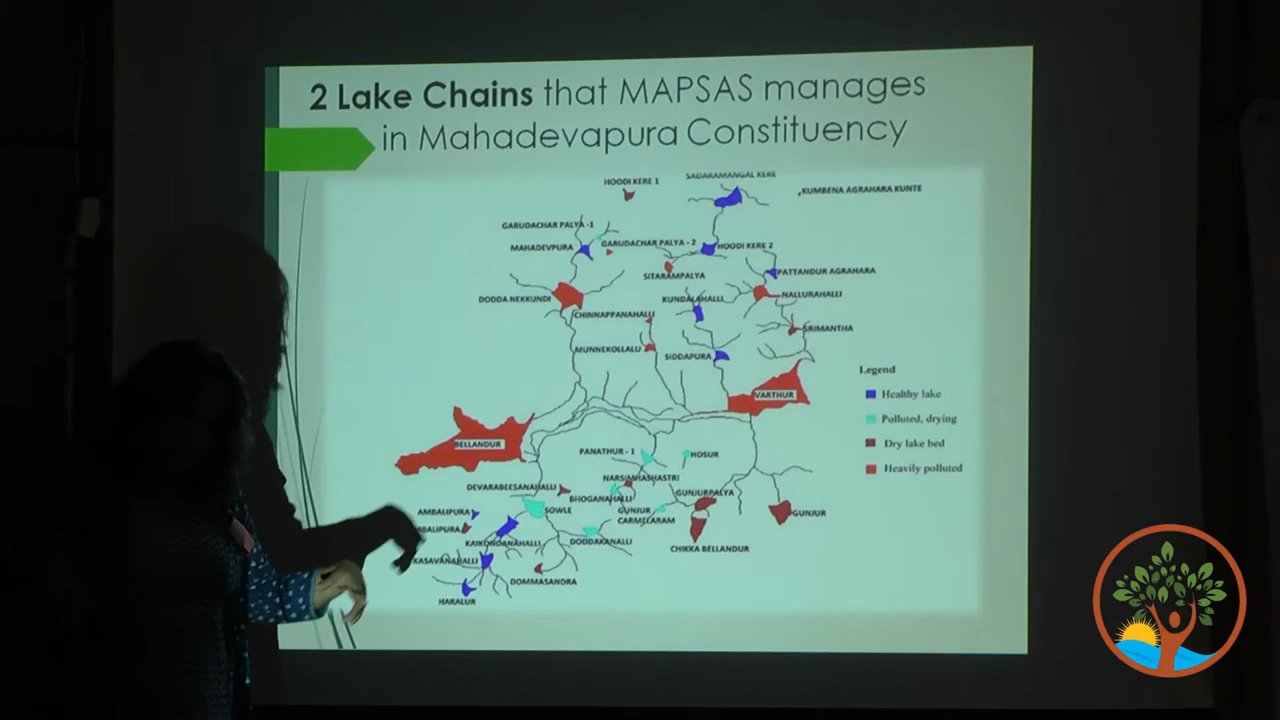 2 Lake Chains that MAPSAS manages
in Mahadevapura Constituency
HOODI KERE 1
SADARAMANGAL KERE
KUMBENA AGRAHARA KUNTE
GARUDACHAR PALYA -1
MAHADEVPURA
GARUDACHAR PALYA - 2
HOODI KERE 2
SITARAMPALYA
PATTANDUR AGRAHARA
DODDA NEKKUNDI
KUNDALAHALLI
NALLURAHALLI
CHINNAPPANAHALLI
SRIMANTHA
MUNNEKOLLALU
SIDDAPURA
Legend
Healthy lake
Polluted, drying
Dry lake bed
Heavily polluted
VARTHUR
BELLANDUR
PANATHUR - 1
HOSUR
NARSIMHASHASTRI
DEVARABEESANAHALLI
BHOGANAHALLI
GUNJURPALYA
AMBALIPURA
SOWLE
GUNJUR
CARMELARAM
GUNJUR
BALIPURA
KAIKONDANAHALLI
DODDAKANALLI
CHIKKA BELLANDUR
KASAVANAHALLI
DOMMASANDRA
HARALUR